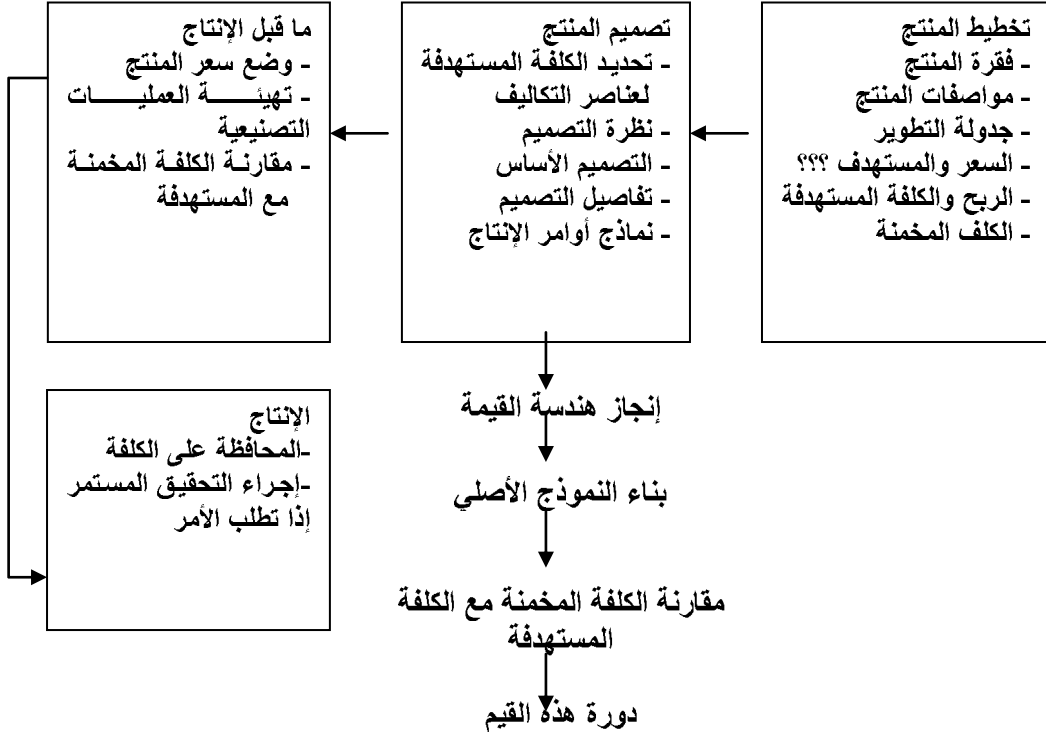 تخطيط المنتج
- فقرة المنتج
- مواصفات المنتج
- جدولة التطوير
- السعر والمستهدف ؟؟؟
- الربح والكلفة المستهدفة
- الكلف المخمنة
تصميم المنتج
- تحديد الكلفة المستهدفة
لعناصر التكاليف
- نظرة التصميم
- التصميم الأساس
- تفاصيل التصميم
- نماذج أوامر الإنتاج
ما قبل الإنتاج
- وضع سعر المنتج
- تهيئة العمليات
التصنيعية
- مقارنة الكلفة المخمنة
مع المستهدفة
الإنتاج
-المحافظة على الكلفة
-إجراء التحقيق المستمر
إذا تطلب الأمر
إنجاز هندسة القيمة
بناء النموذج الأصلي
مقارنة الكلفة المخمنة مع الكلفة
المستهدفة
دورة هذه القيم